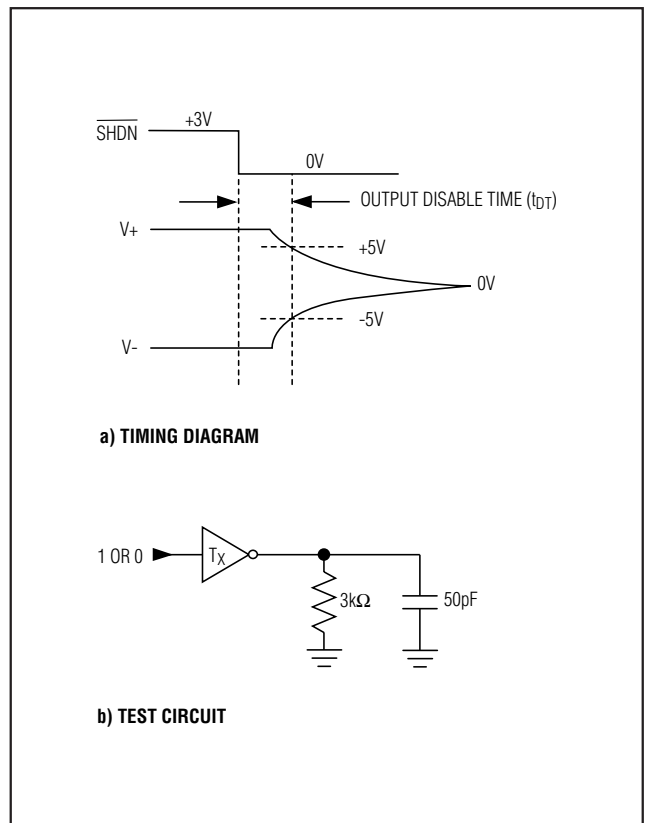 +3V
S̅H̅D̅N̅
0V
OUTPUT DISABLE TIME (tDT)
V+
+5V
0V
-5V
V-
a) TIMING DIAGRAM
1 OR 0
TX
3kΩ
50pF
b) TEST CIRCUIT